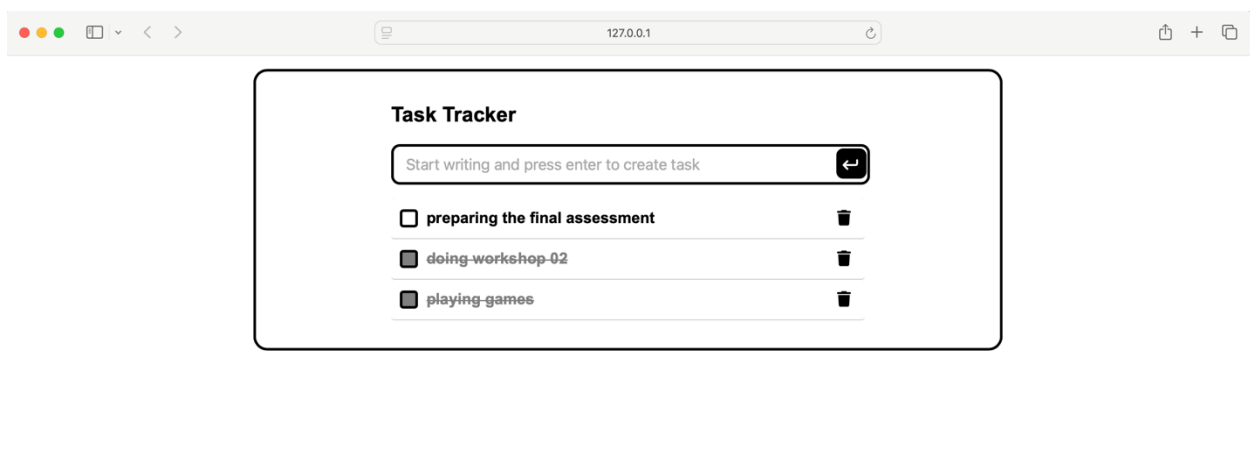 127.0.0.1
Task Tracker
Start writing and press enter to create task
preparing the final assessment
doing workshop 02
playing games